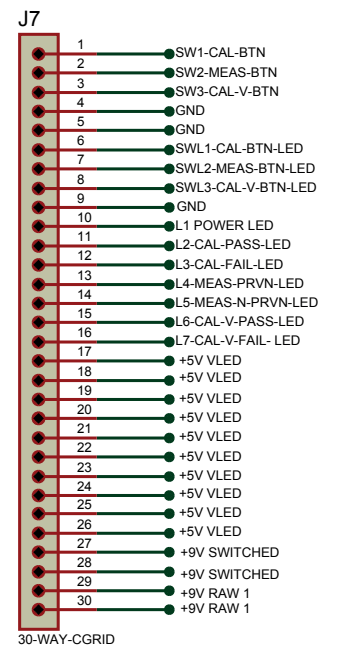 J7
1 SW1-CAL-BTN
2 SW2-MEAS-BTN
3 SW3-CAL-V-BTN
4 GND
5 GND
6 SWL1-CAL-BTN-LED
7 SWL2-MEAS-BTN-LED
8 SWL3-CAL-V-BTN-LED
9 GND
10 L1 POWER LED
11 L2-CAL-PASS-LED
12 L3-CAL-FAIL-LED
13 L4-MEAS-PRVN-LED
14 L5-MEAS-N-PRVN-LED
15 L6-CAL-V-PASS-LED
16 L7-CAL-V-FAIL- LED
17 +5V VLED
18 +5V VLED
19 +5V VLED
20 +5V VLED
21 +5V VLED
22 +5V VLED
23 +5V VLED
24 +5V VLED
25 +5V VLED
26 +5V VLED
27 +9V SWITCHED
28 +9V SWITCHED
29 +9V RAW 1
30 +9V RAW 1
30-WAY-CGRID